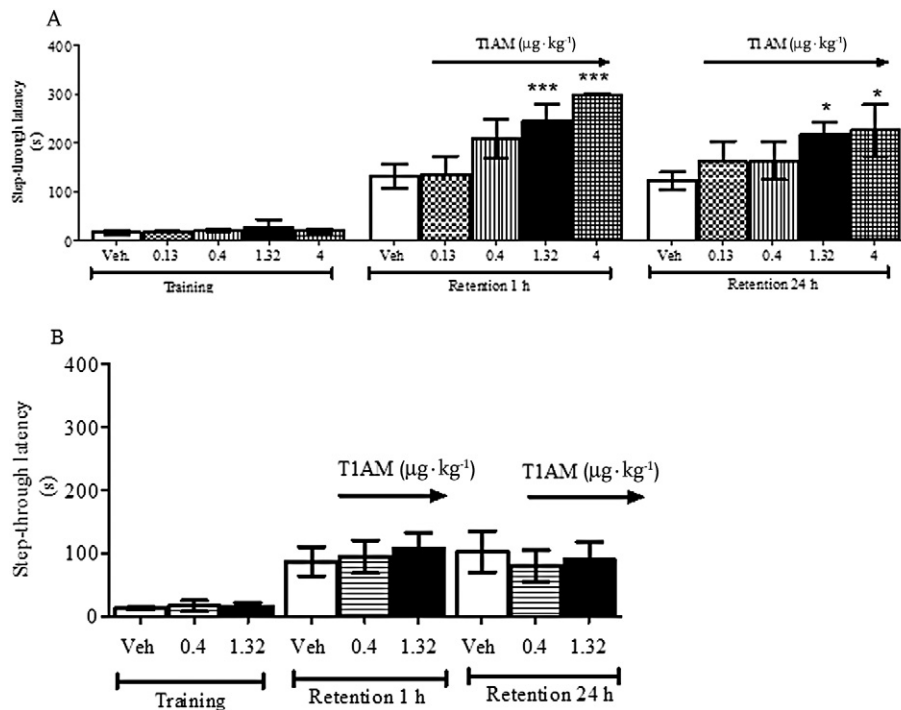 A
T1AM (µg·kg-1) T1AM (µg·kg-1)
400
300
200
100
0
Step-through latency
(s)
*** *** * *
Veh 0.13 0.4 1.32 4 Veh 0.13 0.4 1.32 4 Veh 0.13 0.4 1.32 4
Training Retention 1 h Retention 24 h
B
400
300
200
100
0
Step-through latency
(s)
T1AM (µg·kg-1) T1AM (µg·kg-1)
Veh 0.4 1.32 Veh 0.4 1.32 Veh 0.4 1.32
Training Retention 1 h Retention 24 h